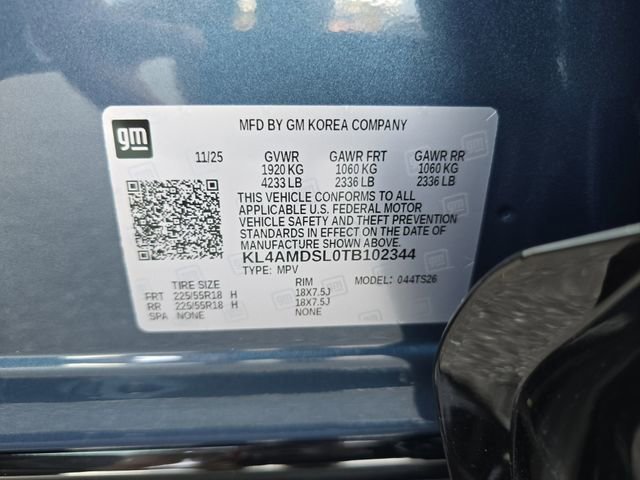 gm
MFD BY GM KOREA COMPANY
11/25 GVWR GAWR FRT GAWR RR
1920 KG 1060 KG 1060 KG
4233 LB 2336 LB 2336 LB
THIS VEHICLE CONFORMS TO ALL
APPLICABLE U.S. FEDERAL MOTOR
VEHICLE SAFETY AND THEFT PREVENTION
STANDARDS IN EFFECT ON THE DATE OF
MANUFACTURE SHOWN ABOVE.
KL4AMDSL0TB102344
TYPE: MPV MODEL: 044TS26
TIRE SIZE RIM
FRT 225/55R18 H 18X7.5J
RR 225/55R18 H 18X7.5J
SPA NONE NONE